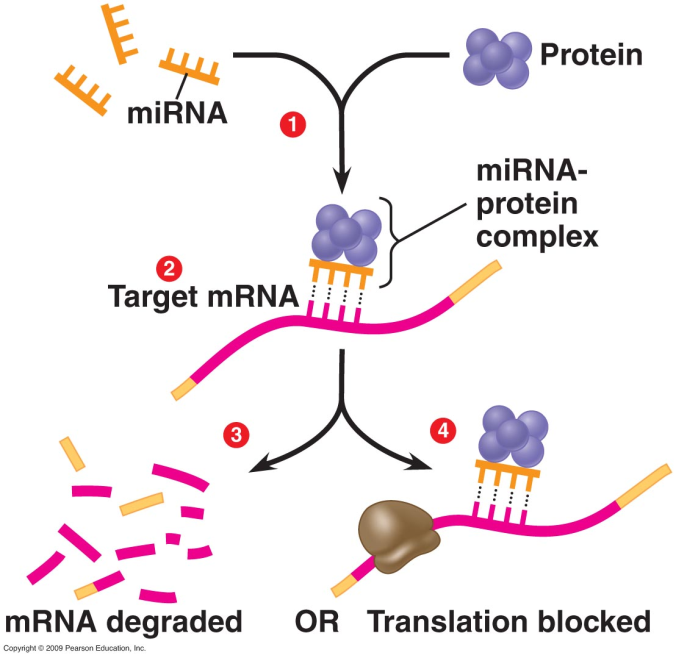 Protein
miRNA
1
miRNA-
protein
complex
2
Target mRNA
3
4
mRNA degraded
OR
Translation blocked
Copyright © 2009 Pearson Education, Inc.